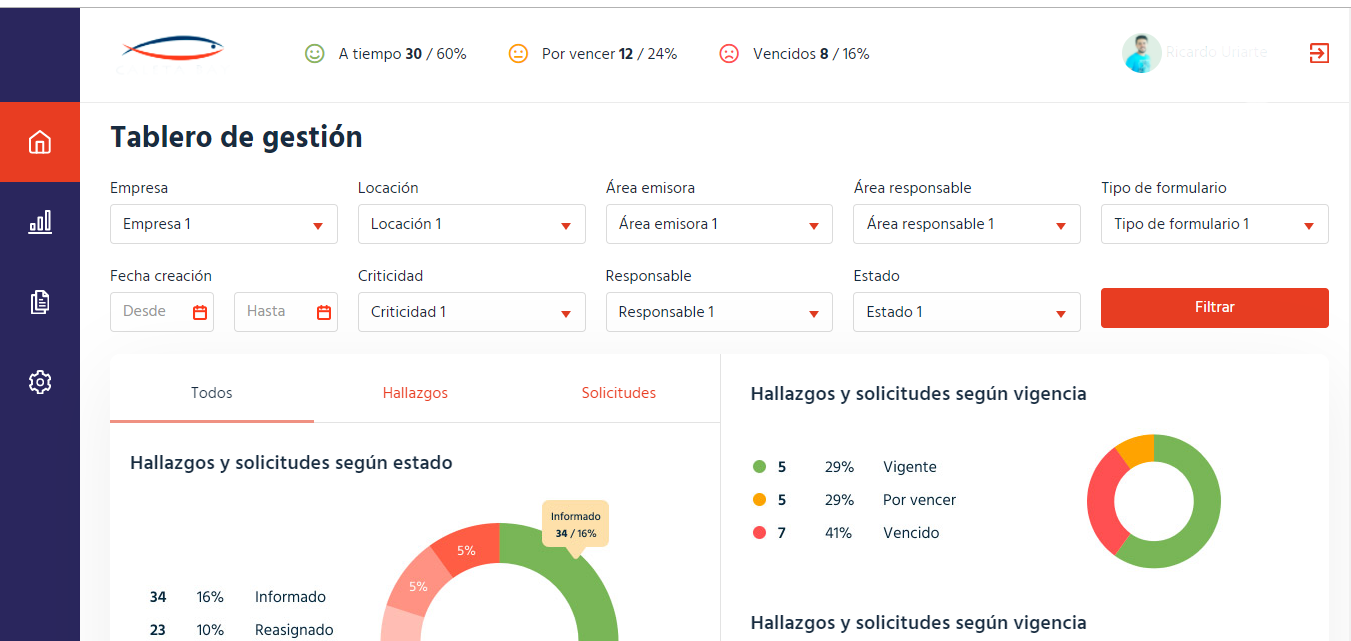 A tiempo 30 / 60%
Por vencer 12 / 24%
Vencidos 8 / 16%
Ricardo Uriarte
Tablero de gestión
Empresa
Locación
Área emisora
Área responsable
Tipo de formulario
Empresa 1
Locación 1
Área emisora 1
Área responsable 1
Tipo de formulario 1
Fecha creación
Criticidad
Responsable
Estado
Desde
Hasta
Criticidad 1
Responsable 1
Estado 1
Filtrar
Todos
Hallazgos
Solicitudes
Hallazgos y solicitudes según estado
Informado
34 / 16%
5%
5%
34 16% Informado
23 10% Reasignado
Hallazgos y solicitudes según vigencia
5 29% Vigente
5 29% Por vencer
7 41% Vencido
Hallazgos y solicitudes según vigencia